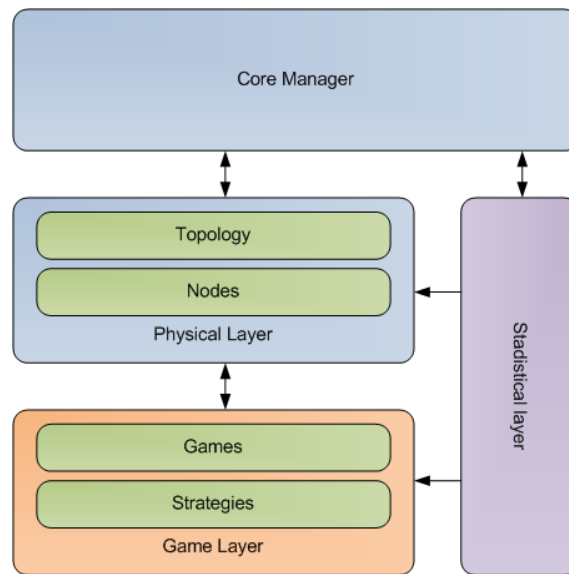 Core Manager
Topology
Nodes
Physical Layer
Stadistical layer
Games
Strategies
Game Layer